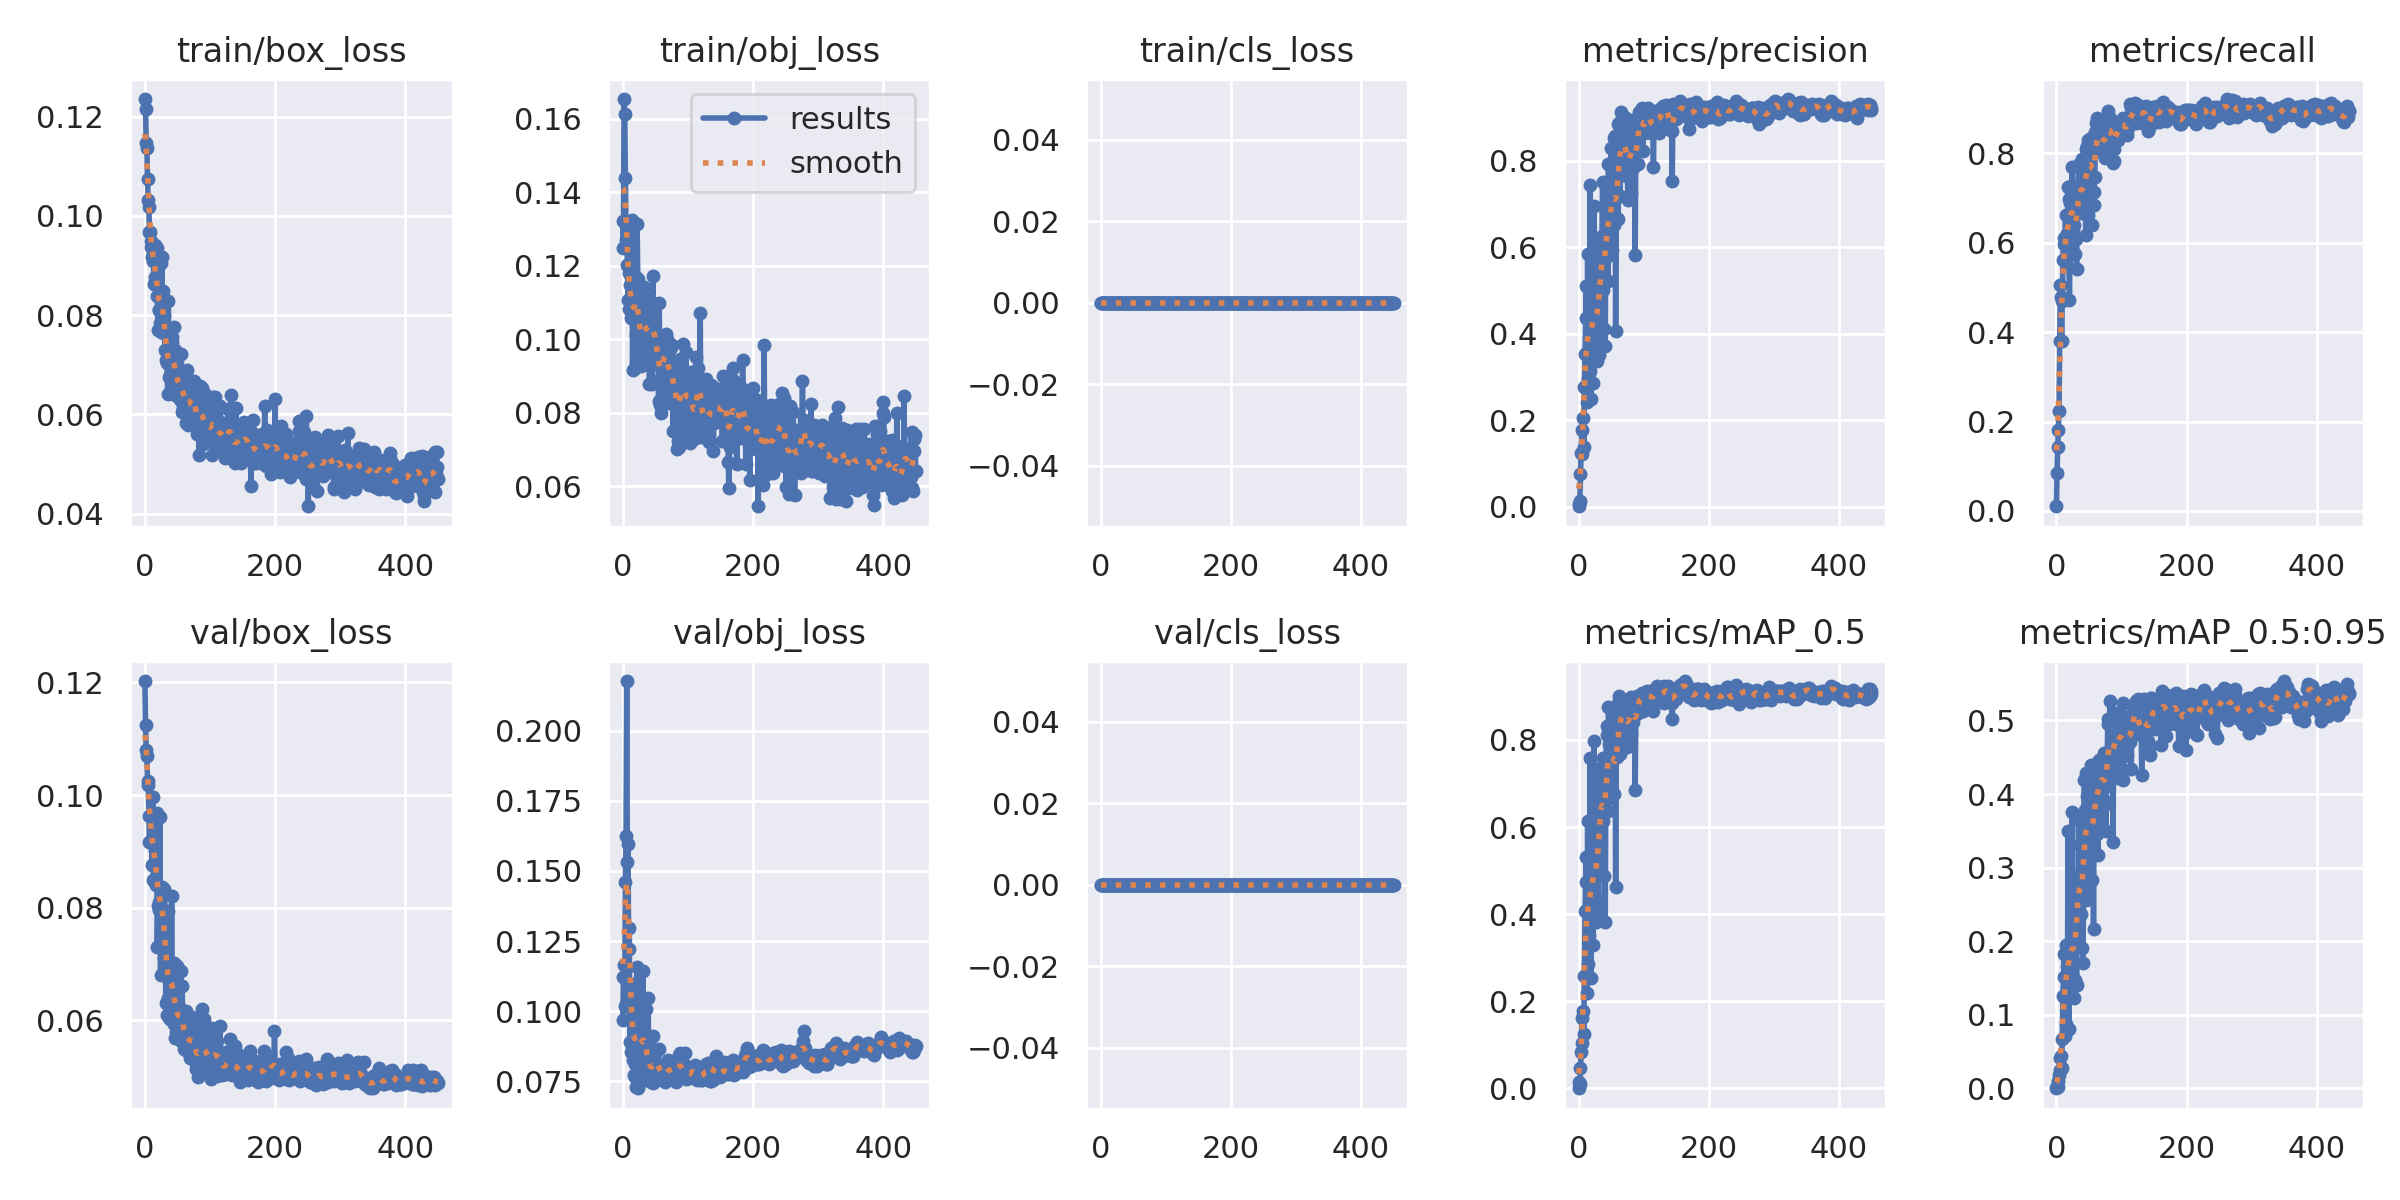 train/box_loss
0.12
0.10
0.08
0.06
0.04
0 200 400
train/obj_loss
results
smooth
0.16
0.14
0.12
0.10
0.08
0.06
0 200 400
train/cls_loss
0.04
0.02
0.00
−0.02
−0.04
0 200 400
metrics/precision
0.8
0.6
0.4
0.2
0.0
0 200 400
metrics/recall
0.8
0.6
0.4
0.2
0.0
0 200 400
val/box_loss
0.12
0.10
0.08
0.06
0 200 400
val/obj_loss
0.200
0.175
0.150
0.125
0.100
0.075
0 200 400
val/cls_loss
0.04
0.02
0.00
−0.02
−0.04
0 200 400
metrics/mAP_0.5
0.8
0.6
0.4
0.2
0.0
0 200 400
metrics/mAP_0.5:0.95
0.5
0.4
0.3
0.2
0.1
0.0
0 200 400